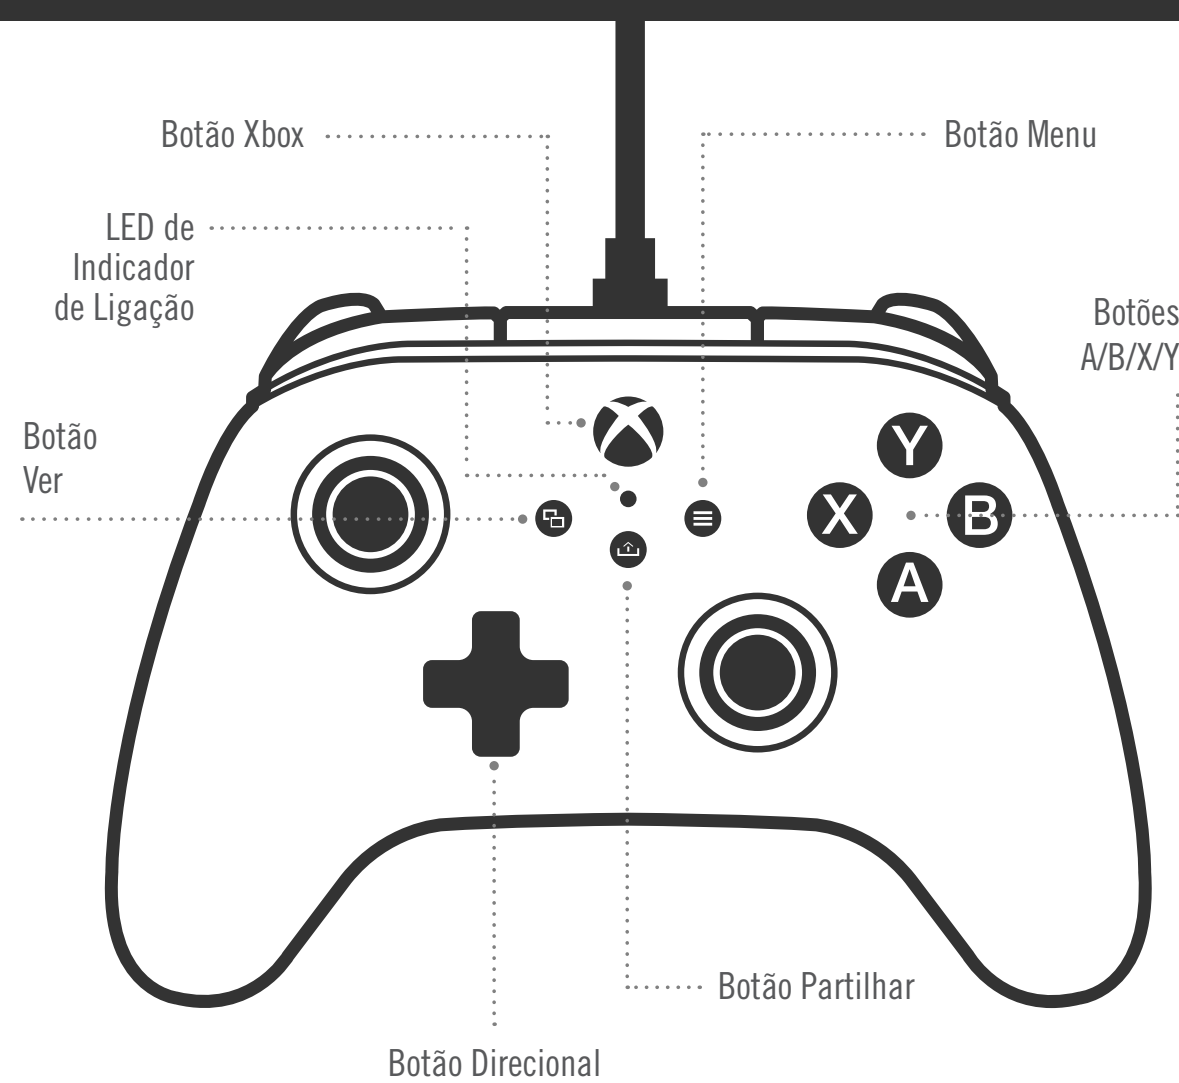 Botão Xbox
Botão Menu
LED de
Indicador
de Ligação
Botões
A/B/X/Y
Botão
Ver
Y
X
B
A
Botão Partilhar
Botão Direcional